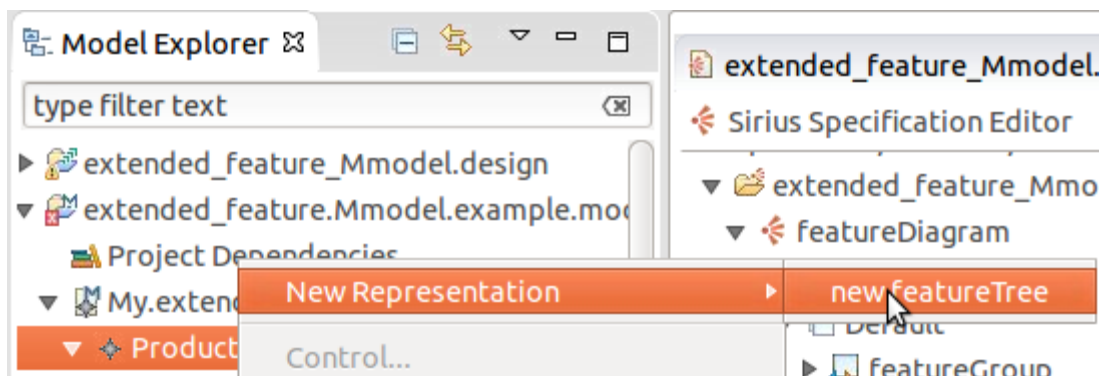 Model Explorer
type filter text
extended_feature_Mmodel.design
extended_feature.Mmodel.example.mod
Project Dependencies
My.extend
Product
New Representation
Control...
new featureTree
extended_feature_Mmodel.
Sirius Specification Editor
extended_feature_Mmo
featureDiagram
Default
featureGroup